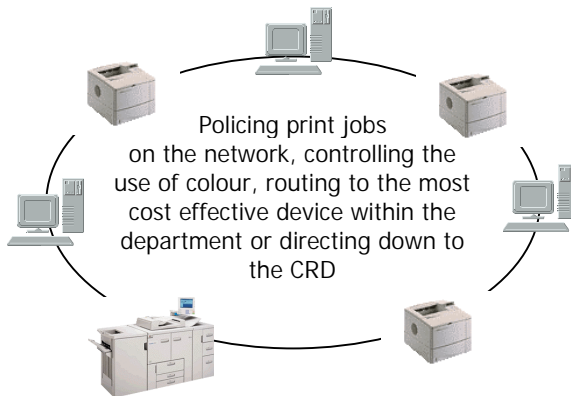 Policing print jobs
on the network, controlling the
use of colour, routing to the most
cost effective device within the
department or directing down to
the CRD